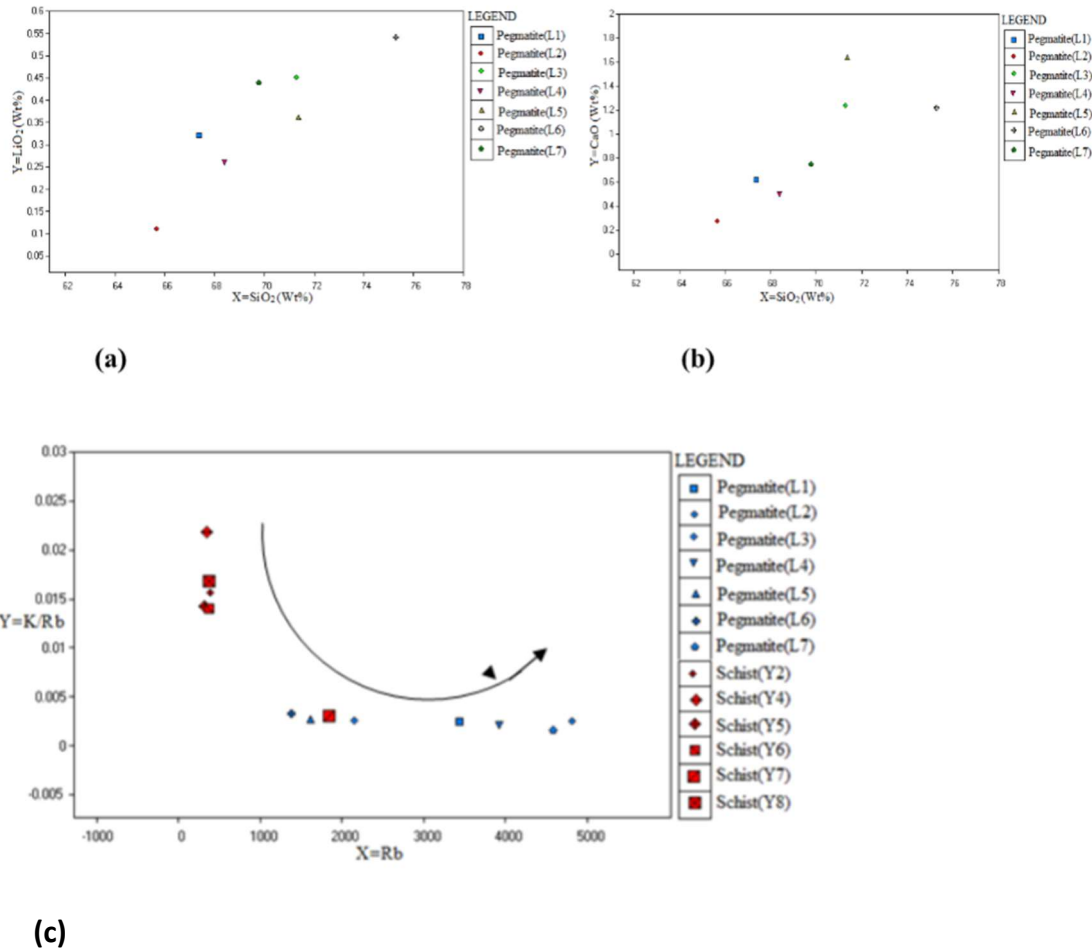 0.6
0.55
0.5
0.45
0.4
0.35
0.3
0.25
0.2
0.15
0.1
0.05
Y=LiO2(Wt%)
62
64
66
68
70
72
74
76
78
X=SiO2(Wt%)
LEGEND
Pegmatite(L1)
Pegmatite(L2)
Pegmatite(L3)
Pegmatite(L4)
Pegmatite(L5)
Pegmatite(L6)
Pegmatite(L7)
(a)
2
1.8
1.6
1.4
1.2
1
0.8
0.6
0.4
0.2
0
Y=CaO (Wt%)
62
64
66
68
70
72
74
76
78
X=SiO2(Wt%)
LEGEND
Pegmatite(L1)
Pegmatite(L2)
Pegmatite(L3)
Pegmatite(L4)
Pegmatite(L5)
Pegmatite(L6)
Pegmatite(L7)
(b)
0.03
0.025
0.02
0.015
Y=K/Rb
0.01
0.005
0
-0.005
-1000
0
1000
2000
3000
4000
5000
X=Rb
LEGEND
Pegmatite(L1)
Pegmatite(L2)
Pegmatite(L3)
Pegmatite(L4)
Pegmatite(L5)
Pegmatite(L6)
Pegmatite(L7)
Schist(Y2)
Schist(Y4)
Schist(Y5)
Schist(Y6)
Schist(Y7)
Schist(Y8)
(c)